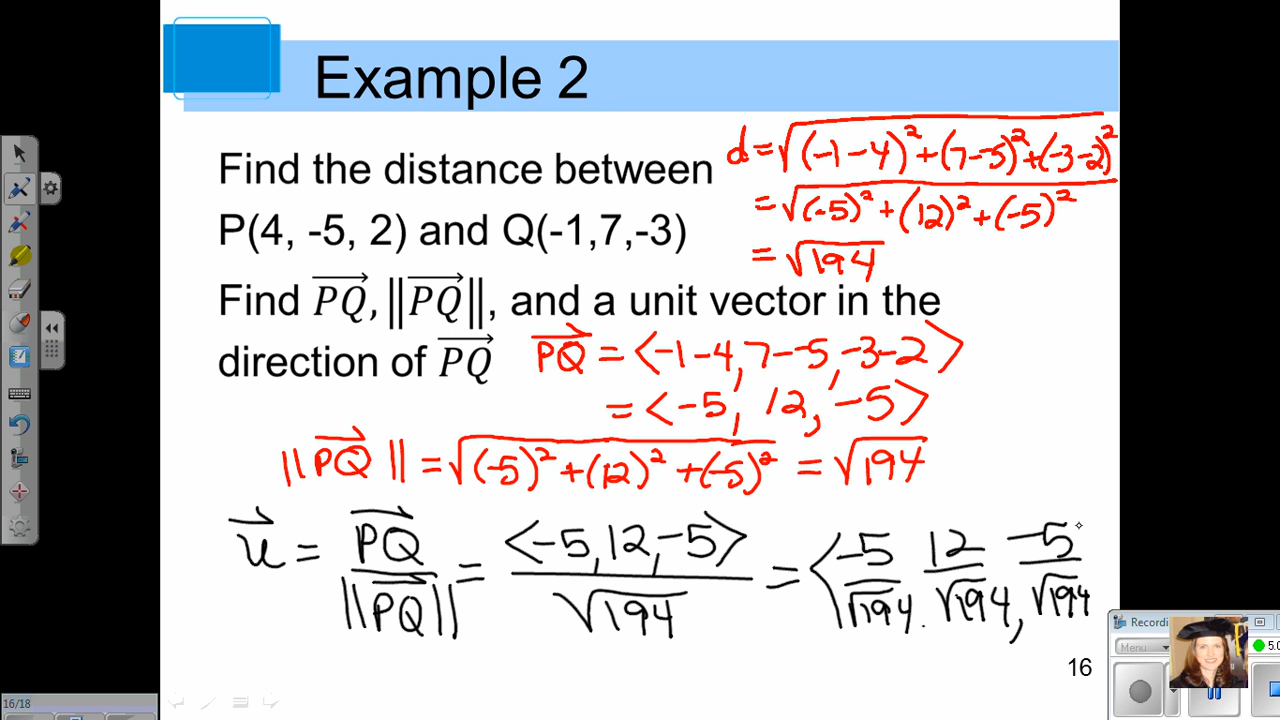 Example 2
Find the distance between
P(4, -5, 2) and Q(-1,7,-3)
d = √((-1-4)² + (7--5)² + (-3-2)²)
= √((-5)² + (12)² + (-5)²)
= √194
Find PQ⃗, ||PQ⃗||, and a unit vector in the
direction of PQ⃗
PQ⃗ = <-1-4, 7--5, -3-2>
= <-5, 12, -5>
||PQ⃗|| = √((-5)² + (12)² + (-5)²) = √194
u⃗ = PQ⃗/||PQ⃗|| = <-5, 12, -5>/√194 = <-5/√194, 12/√194, -5/√194
16
Recordi
Menu
5.0
16/18